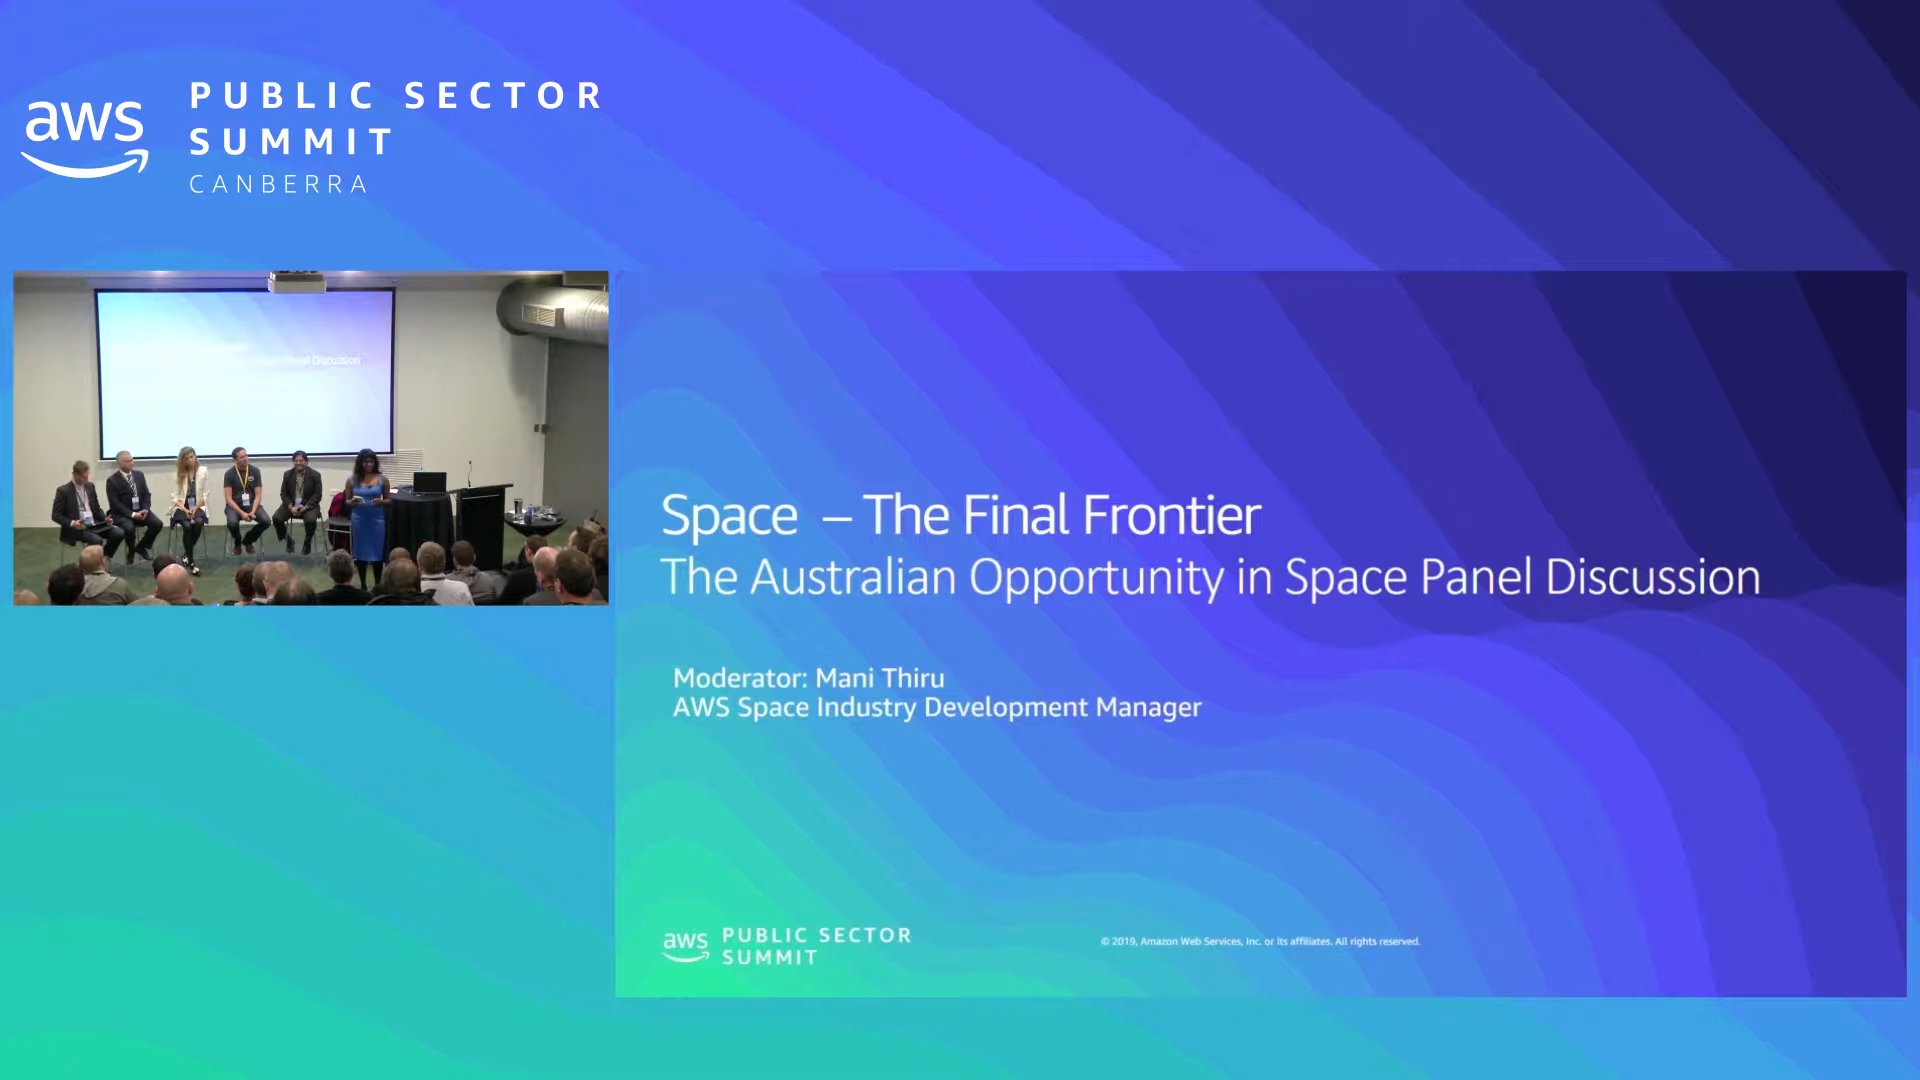 aws
PUBLIC SECTOR
SUMMIT
CANBERRA
Panel Discussion
Space – The Final Frontier
The Australian Opportunity in Space Panel Discussion
Moderator: Mani Thiru
AWS Space Industry Development Manager
aws
PUBLIC SECTOR
SUMMIT
© 2019, Amazon Web Services, Inc. or its affiliates. All rights reserved.